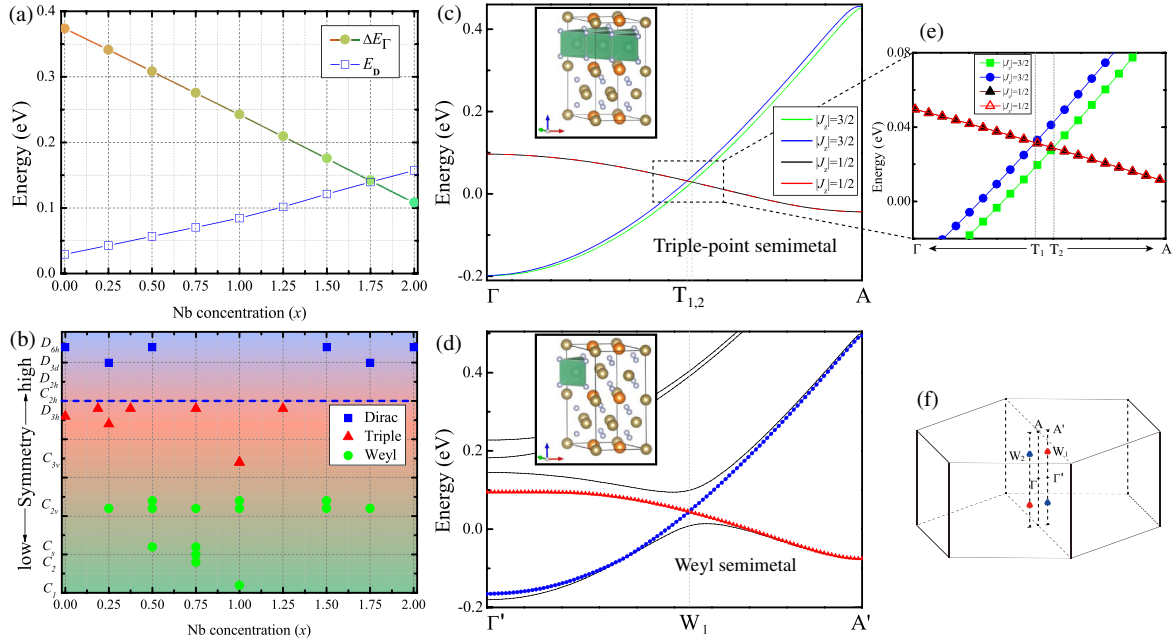 (a)
0.4
0.3
0.2
0.1
0.0
Energy (eV)
ΔE_Γ
E_D
0.00 0.25 0.50 0.75 1.00 1.25 1.50 1.75 2.00
Nb concentration (x)
(b)
low Symmetry high
D_6h
D_3d
D_2h
C_2h
D_3h
C_3v
C_2v
C_s
C_2
C_1
Dirac
Triple
Weyl
0.00 0.25 0.50 0.75 1.00 1.25 1.50 1.75 2.00
Nb concentration (x)
(c)
0.4
0.2
0.0
-0.2
Energy (eV)
|J_z|=3/2
|J_z|=3/2
|J_z|=1/2
|J_z|=1/2
Triple-point semimetal
Γ T_1,2 A
(d)
0.4
0.2
0.0
-0.2
Energy (eV)
Weyl semimetal
Γ' W_1 A'
(e)
0.08
0.04
0.00
Energy (eV)
|J_z|=3/2
|J_z|=3/2
|J_z|=1/2
|J_z|=1/2
Γ T_1 T_2 A
(f)
A A'
W_2 W_1
Γ Γ'